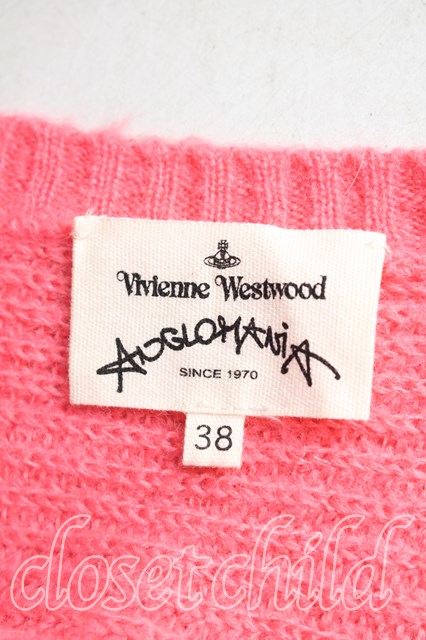 Vivienne Westwood
ANGLOMANIA
SINCE 1970
38
closet child